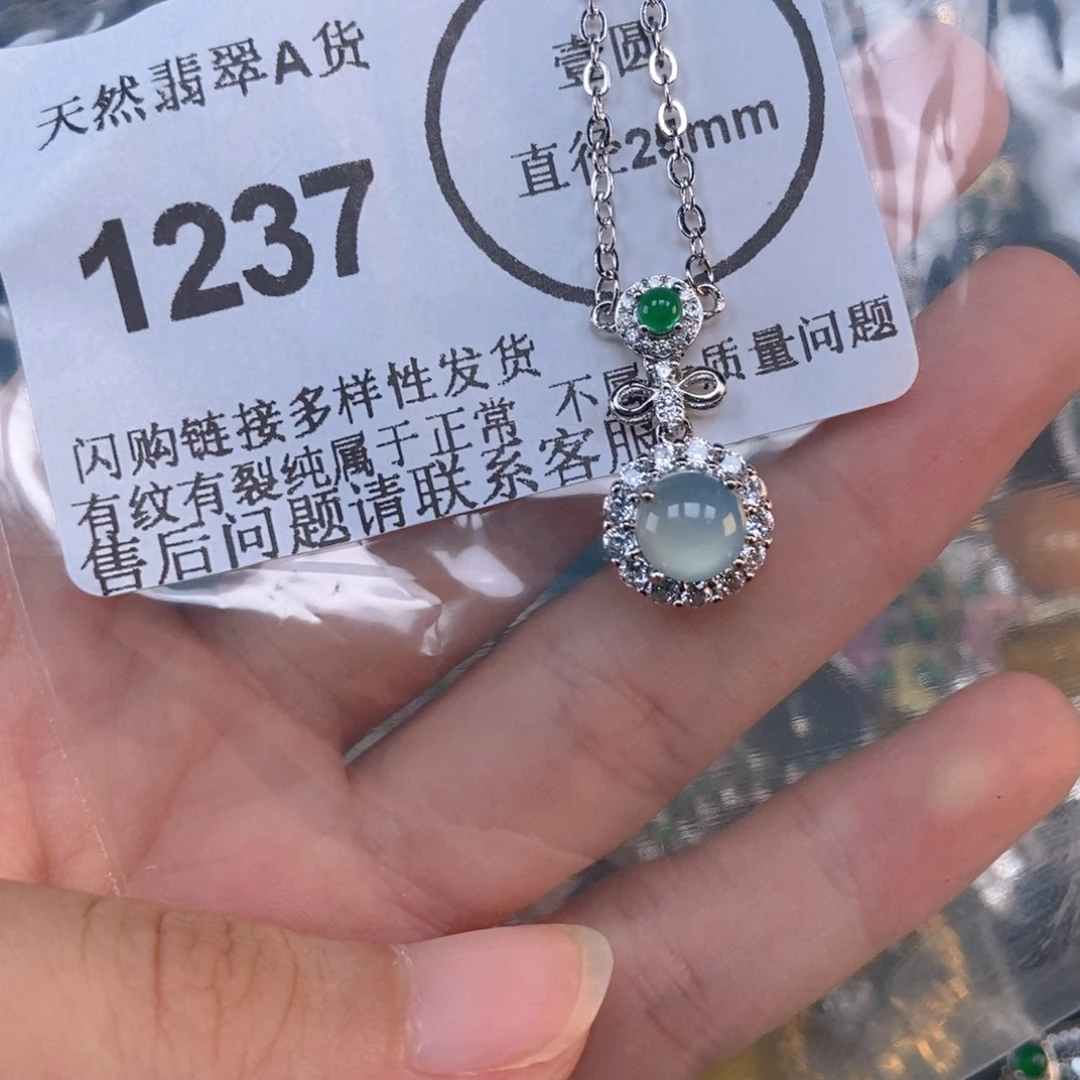 天然翡翠A货
壹圆
直径25mm
1237
闪购链接多样性发货
有纹有裂纯属于正常 不属 质量问题
售后问题请联系客服